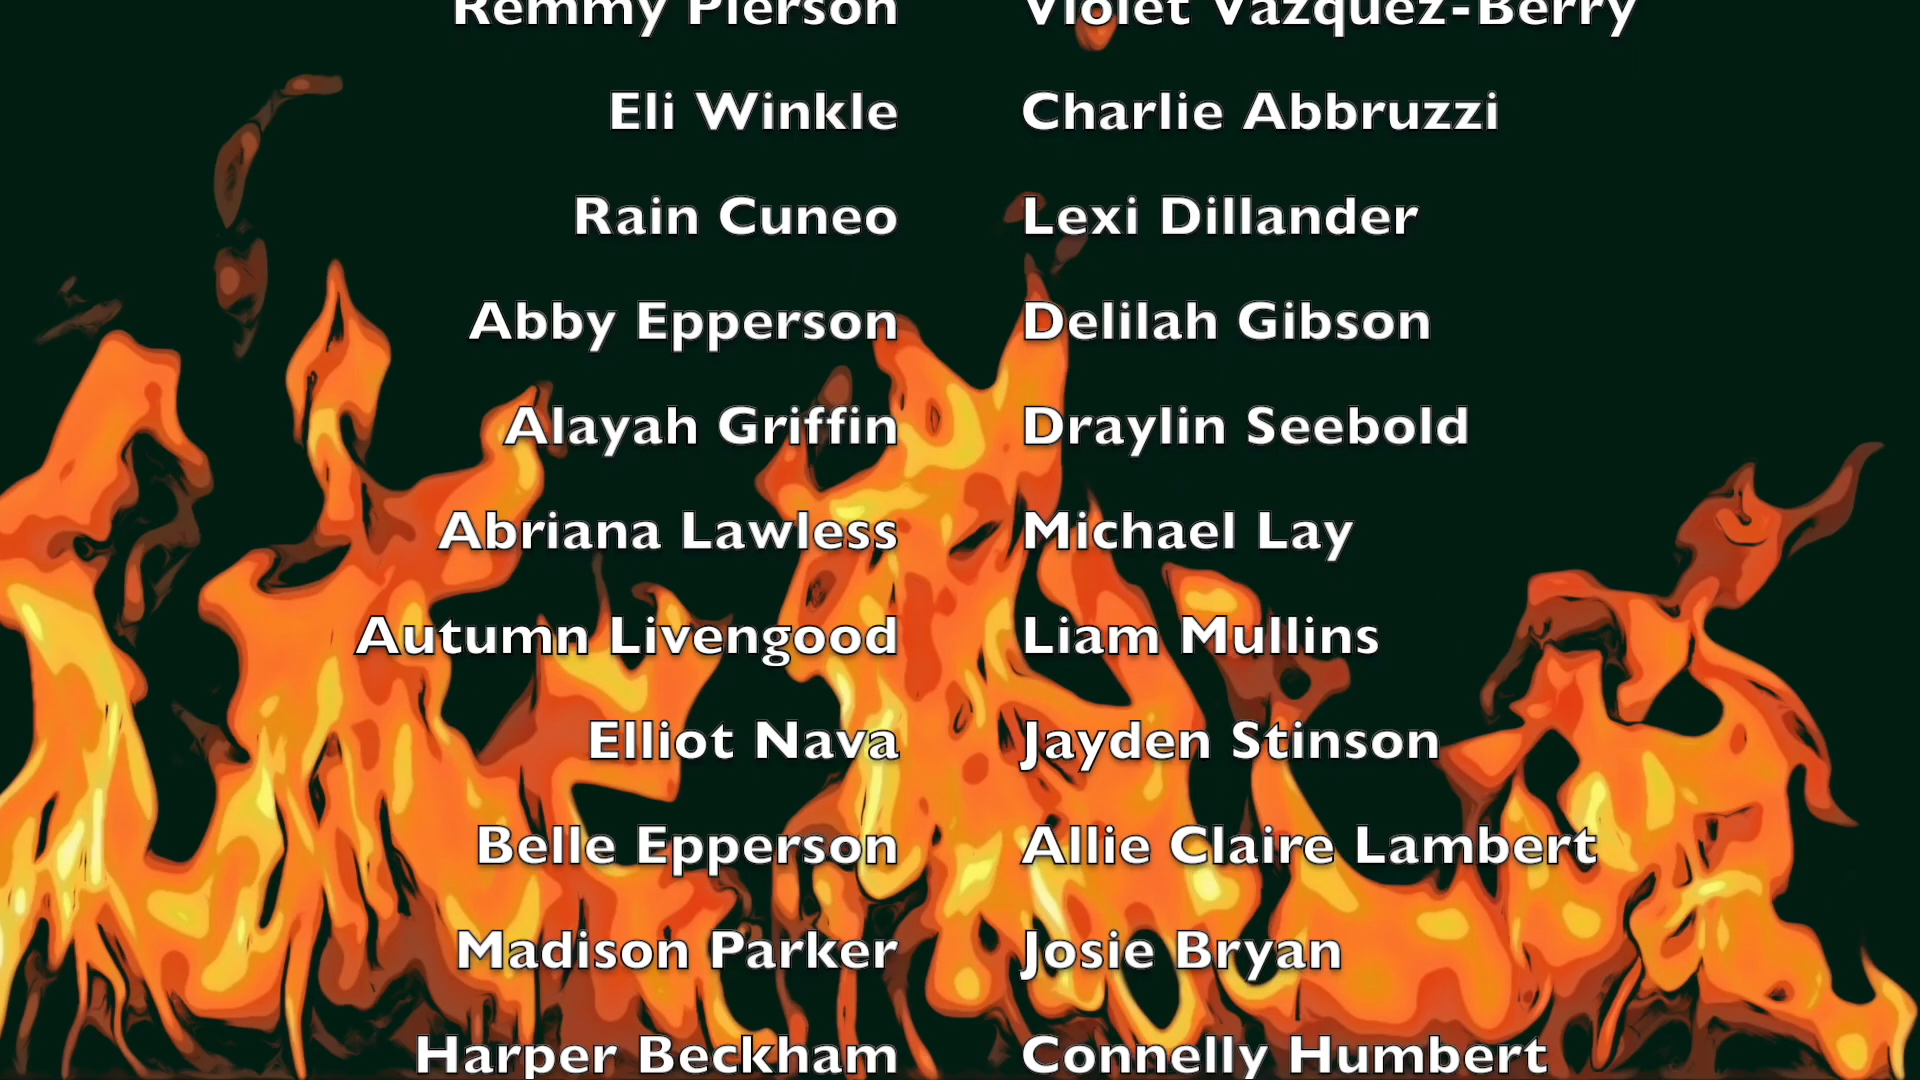 Remmy Pierson Violet Vazquez-Berry
Eli Winkle Charlie Abbruzzi
Rain Cuneo Lexi Dillander
Abby Epperson Delilah Gibson
Alayah Griffin Draylin Seebold
Abriana Lawless Michael Lay
Autumn Livengood Liam Mullins
Elliot Nava Jayden Stinson
Belle Epperson Allie Claire Lambert
Madison Parker Josie Bryan
Harper Beckham Connelly Humbert